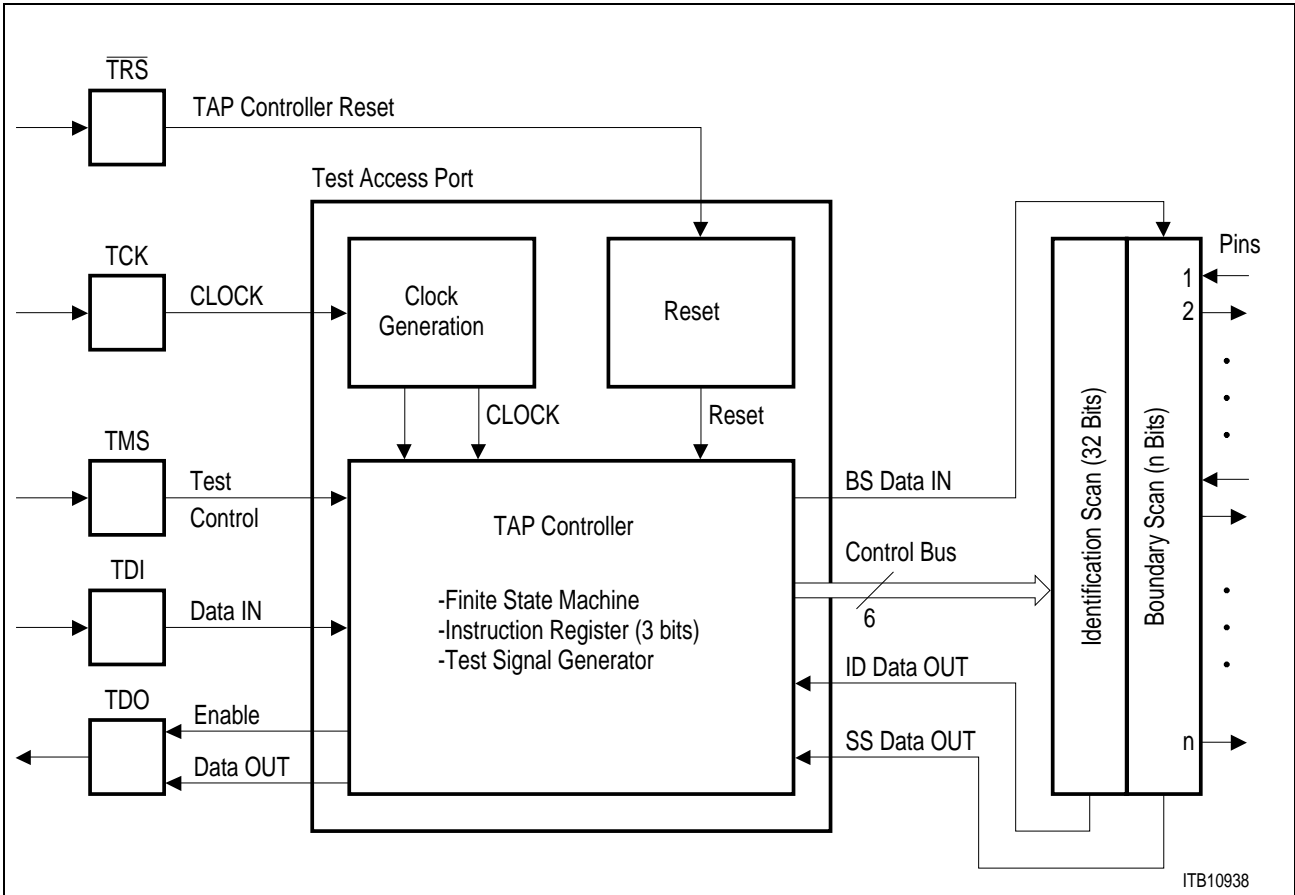 TRS
TAP Controller Reset
Test Access Port
TCK
CLOCK
Clock
Generation
Reset
Pins
1
2
CLOCK
Reset
TMS
Test
Control
TAP Controller
-Finite State Machine
-Instruction Register (3 bits)
-Test Signal Generator
BS Data IN
Control Bus
6
Identification Scan (32 Bits)
Boundary Scan (n Bits)
TDI
Data IN
ID Data OUT
TDO
Enable
Data OUT
SS Data OUT
n
ITB10938